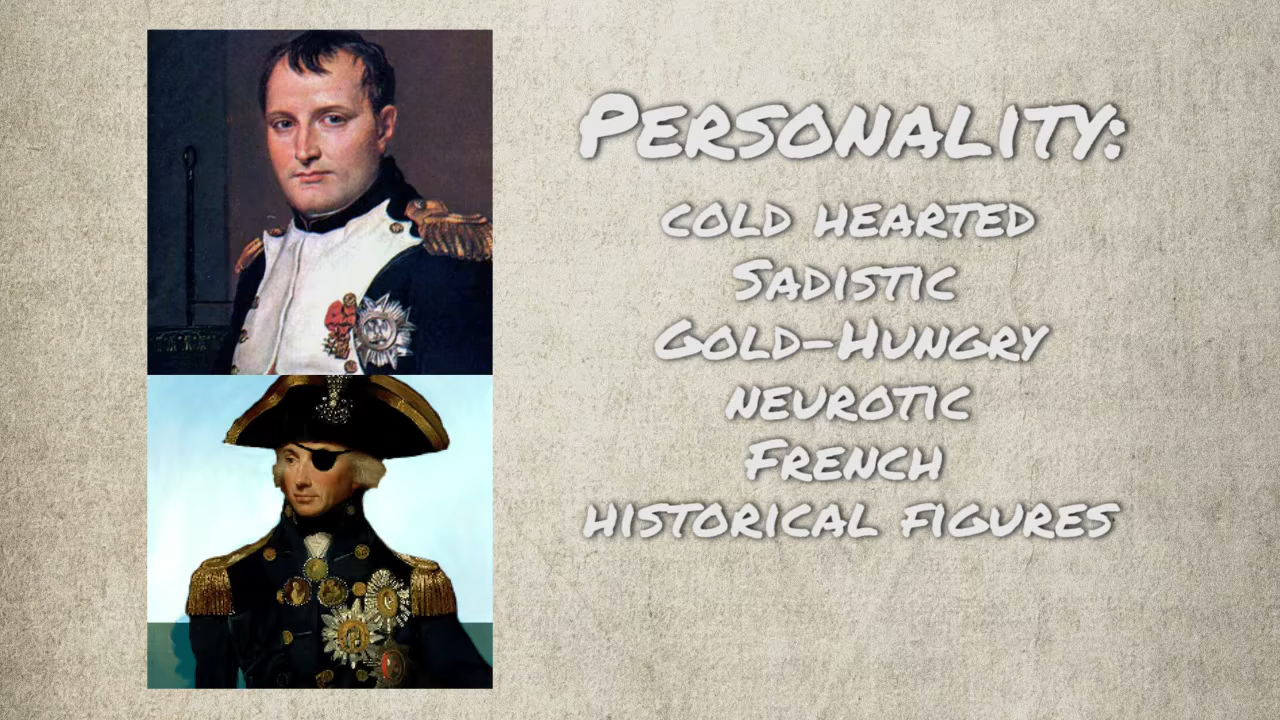 Personality:
cold hearted
Sadistic
Gold-Hungry
neurotic
French
historical figures